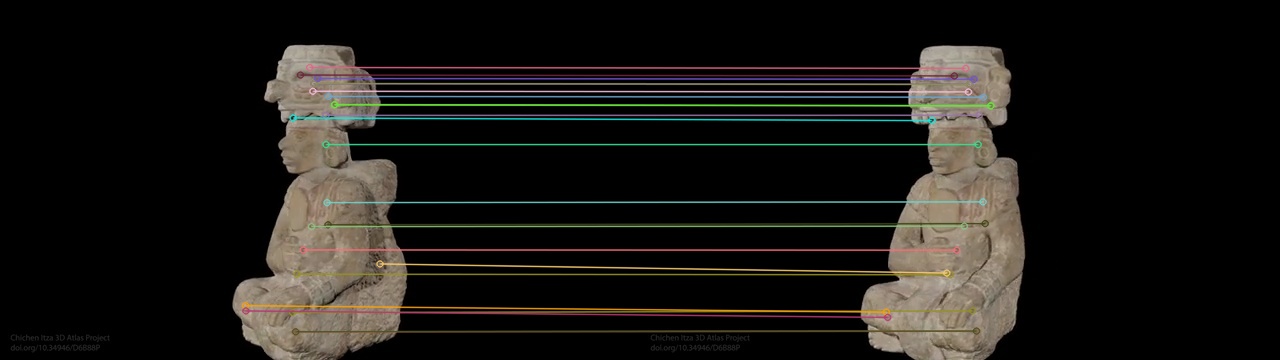 Chichen Itza 3D Atlas Project
doi.org/10.34946/D6B88P
Chichen Itza 3D Atlas Project
doi.org/10.34946/D6B88P